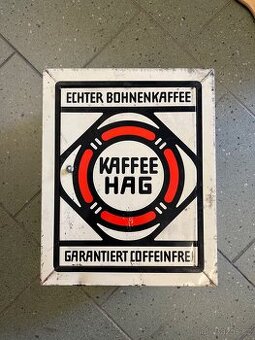 ECHTER BOHNENKAFFEE
KAFFEE
HAG
GARANTIERT COFFEINFREI